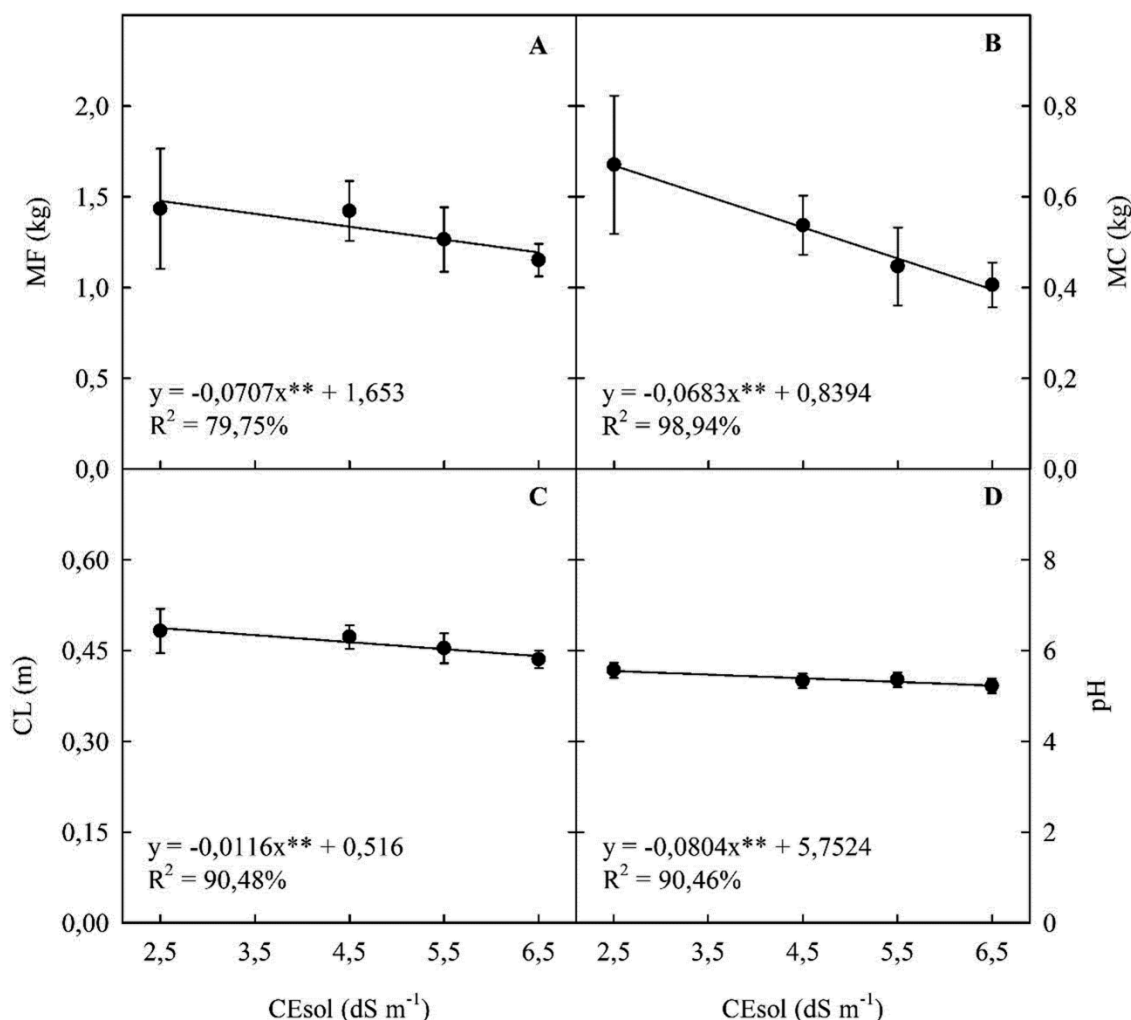 A
B
2,0
1,5
1,0
0,5
0,0
MF (kg)
y = -0,0707x** + 1,653
R² = 79,75%
0,8
0,6
0,4
0,2
0,0
MC (kg)
y = -0,0683x** + 0,8394
R² = 98,94%
C
D
0,60
0,45
0,30
0,15
0,00
CL (m)
y = -0,0116x** + 0,516
R² = 90,48%
8
6
4
2
0
pH
y = -0,0804x** + 5,7524
R² = 90,46%
2,5 3,5 4,5 5,5 6,5
2,5 3,5 4,5 5,5 6,5
CEsol (dS m⁻¹)
CEsol (dS m⁻¹)